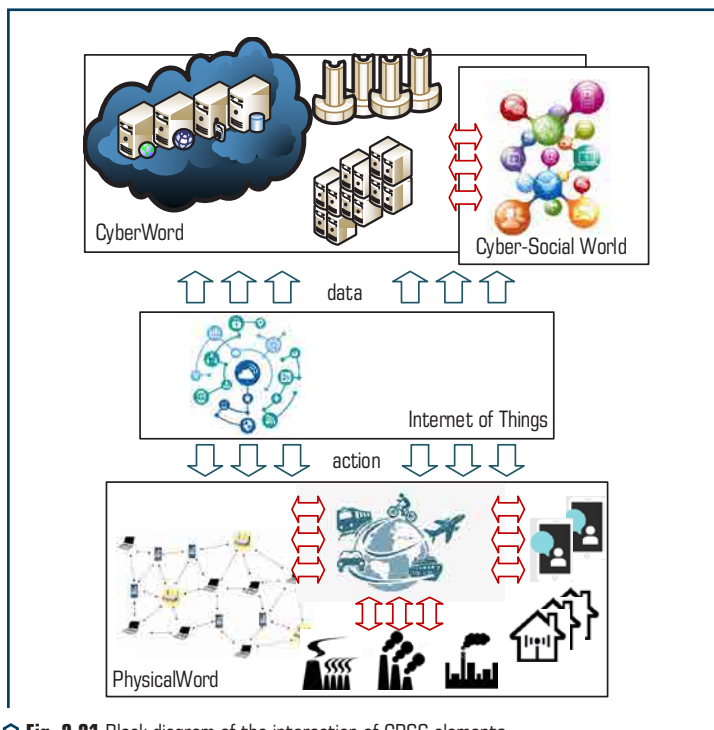 CyberWord
Cyber-Social World
data
Internet of Things
action
PhysicalWord